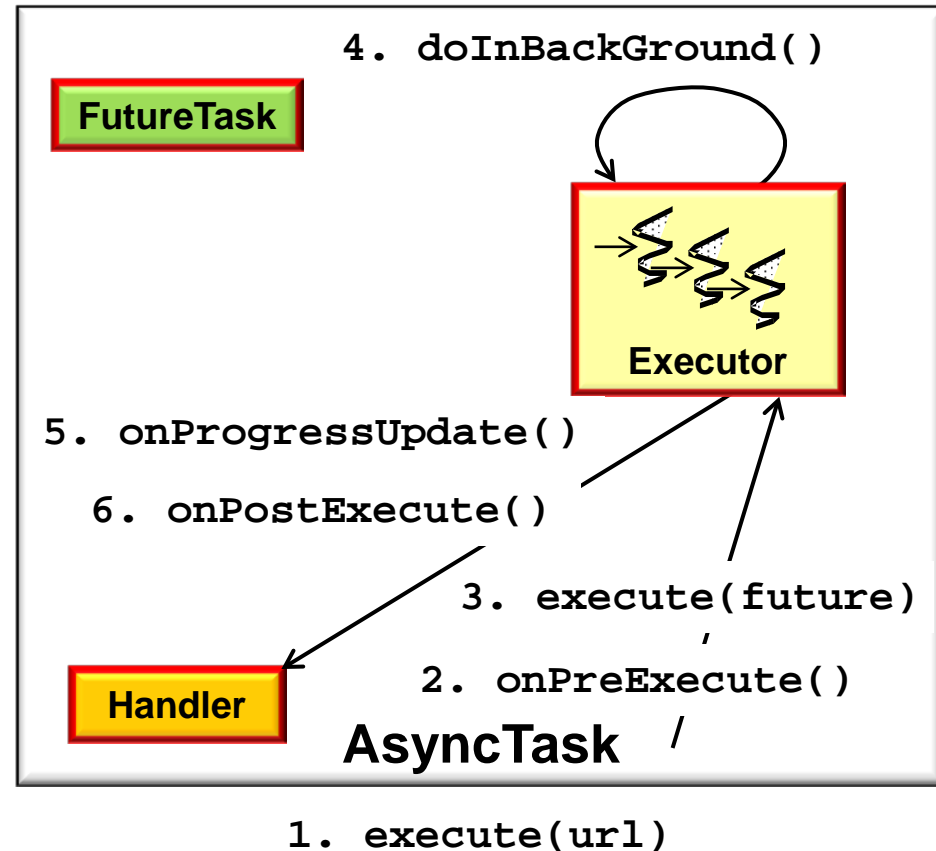 4. doInBackGround()
FutureTask
Executor
5. onProgressUpdate()
6. onPostExecute()
3. execute(future)
2. onPreExecute()
Handler
AsyncTask
1. execute(url)